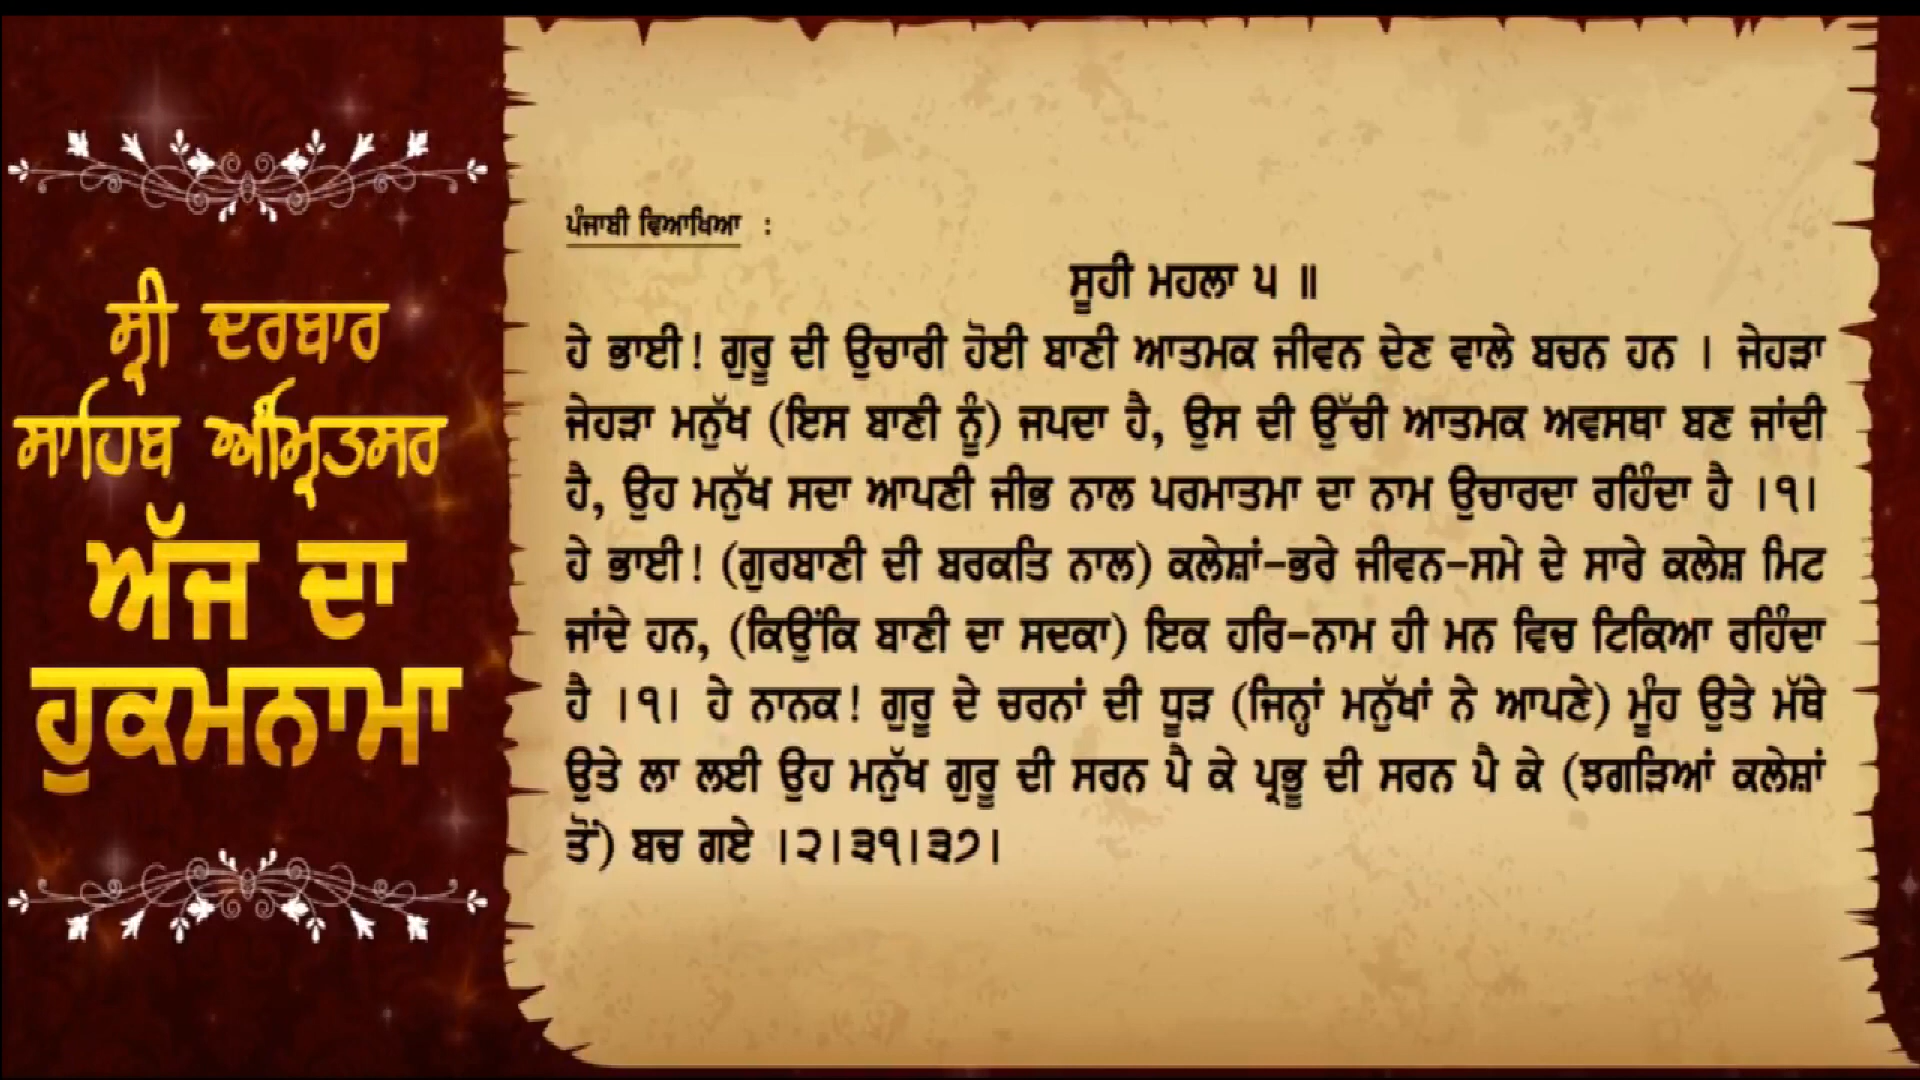 ਸ੍ਰੀ ਦਰਬਾਰ
ਸਾਹਿਬ ਅੰਮ੍ਰਿਤਸਰ
ਅੱਜ ਦਾ
ਹੁਕਮਨਾਮਾ
ਪੰਜਾਬੀ ਵਿਆਖਿਆ :
ਸੂਹੀ ਮਹਲਾ ੫ ॥
ਹੇ ਭਾਈ! ਗੁਰੂ ਦੀ ਉਚਾਰੀ ਹੋਈ ਬਾਣੀ ਆਤਮਕ ਜੀਵਨ ਦੇਣ ਵਾਲੇ ਬਚਨ ਹਨ । ਜੇਹੜਾ
ਜੇਹੜਾ ਮਨੁੱਖ (ਇਸ ਬਾਣੀ ਨੂੰ) ਜਪਦਾ ਹੈ, ਉਸ ਦੀ ਉੱਚੀ ਆਤਮਕ ਅਵਸਥਾ ਬਣ ਜਾਂਦੀ
ਹੈ, ਉਹ ਮਨੁੱਖ ਸਦਾ ਆਪਣੀ ਜੀਭ ਨਾਲ ਪਰਮਾਤਮਾ ਦਾ ਨਾਮ ਉਚਾਰਦਾ ਰਹਿੰਦਾ ਹੈ ।੧।
ਹੇ ਭਾਈ! (ਗੁਰਬਾਣੀ ਦੀ ਬਰਕਤਿ ਨਾਲ) ਕਲੇਸ਼ਾਂ-ਭਰੇ ਜੀਵਨ-ਸਮੇ ਦੇ ਸਾਰੇ ਕਲੇਸ਼ ਮਿਟ
ਜਾਂਦੇ ਹਨ, (ਕਿਉਂਕਿ ਬਾਣੀ ਦਾ ਸਦਕਾ) ਇਕ ਹਰਿ-ਨਾਮ ਹੀ ਮਨ ਵਿਚ ਟਿਕਿਆ ਰਹਿੰਦਾ
ਹੈ ।੧। ਹੇ ਨਾਨਕ! ਗੁਰੂ ਦੇ ਚਰਨਾਂ ਦੀ ਧੂੜ (ਜਿਨ੍ਹਾਂ ਮਨੁੱਖਾਂ ਨੇ ਆਪਣੇ) ਮੂੰਹ ਉਤੇ ਮੱਥੇ
ਉਤੇ ਲਾ ਲਈ ਉਹ ਮਨੁੱਖ ਗੁਰੂ ਦੀ ਸਰਨ ਪੈ ਕੇ ਪ੍ਰਭੂ ਦੀ ਸਰਨ ਪੈ ਕੇ (ਝਗੜਿਆਂ ਕਲੇਸ਼ਾਂ
ਤੋਂ) ਬਚ ਗਏ ।੨।੩੧।੩੭।